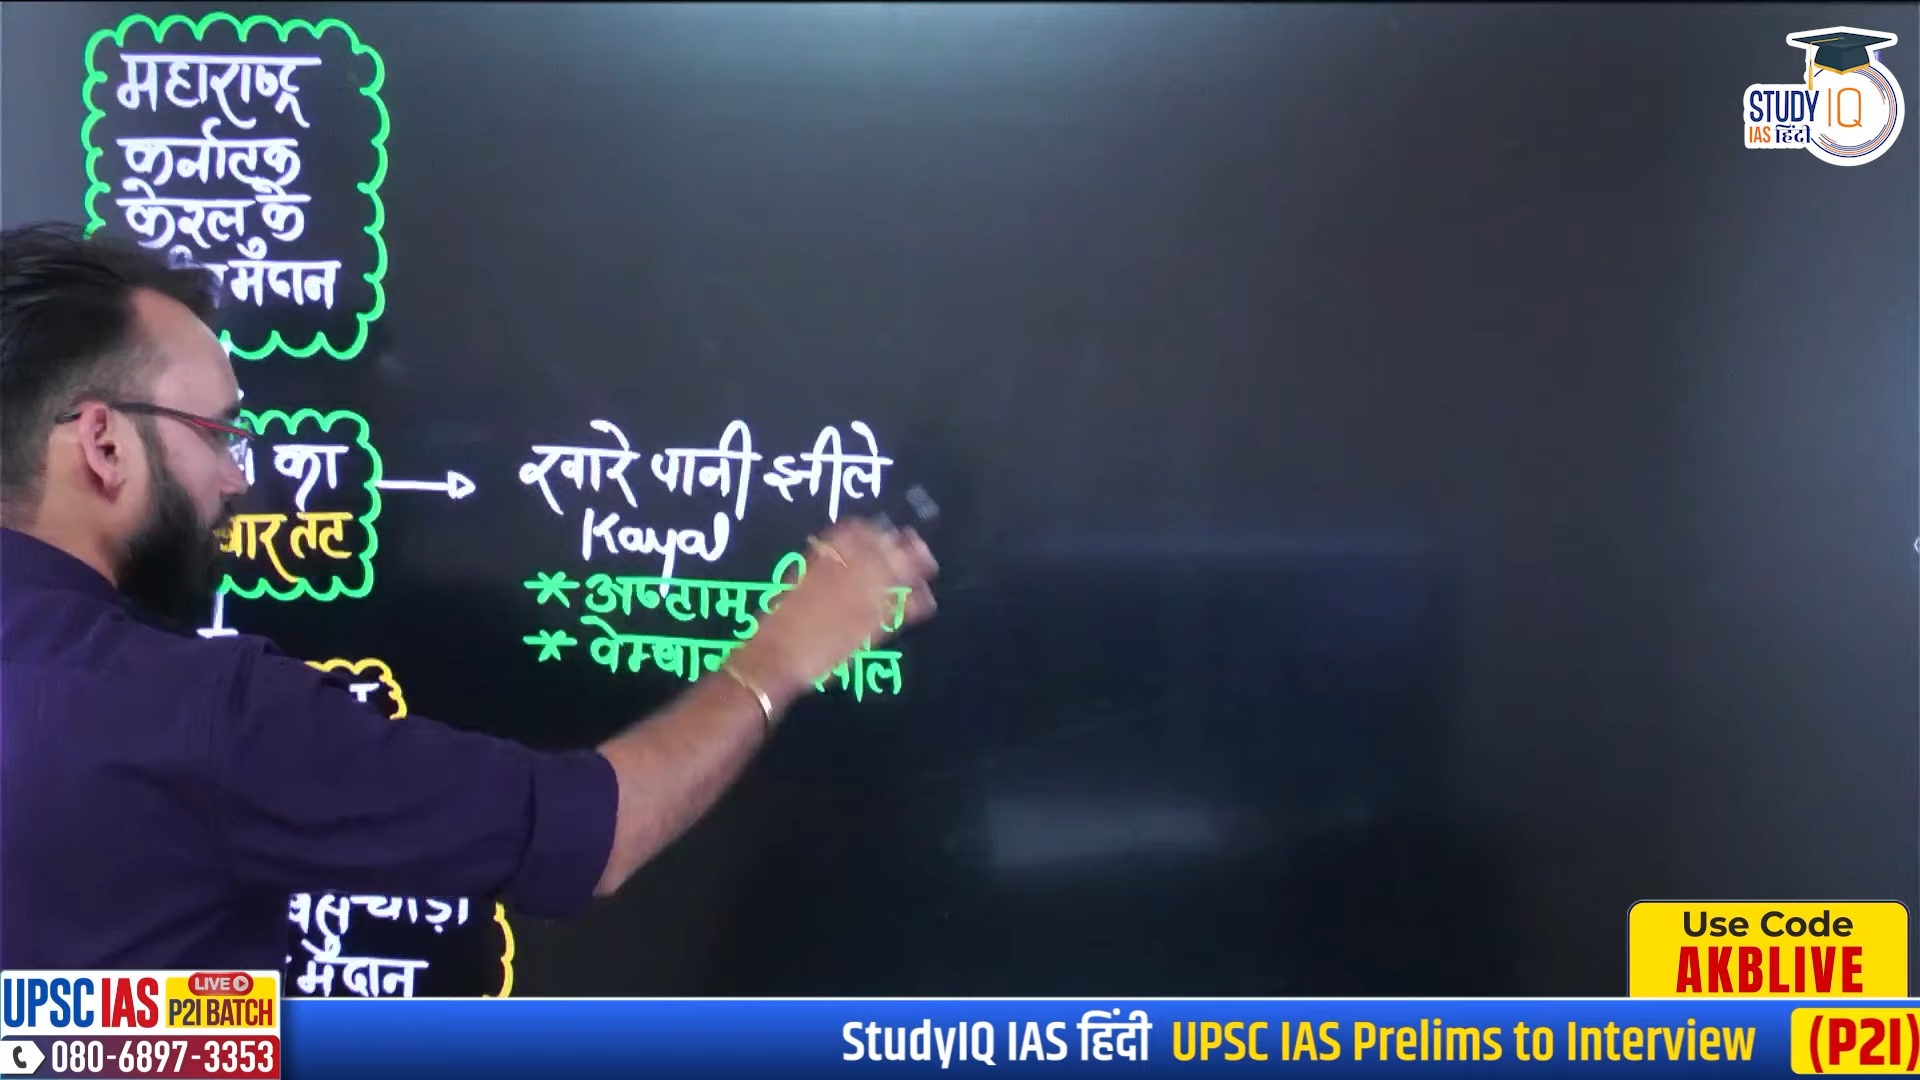 महाराष्ट्र
कर्नाटक
केरल के
मैदान
का
तट
खारे पानी झीले
Kayal
* अष्टामुडी
* वेम्बान
मैदान
STUDY IQ
IAS हिंदी
Use Code
AKBLIVE
UPSC IAS
LIVE
P2I BATCH
080-6897-3353
StudyIQ IAS हिंदी UPSC IAS Prelims to Interview (P2I)